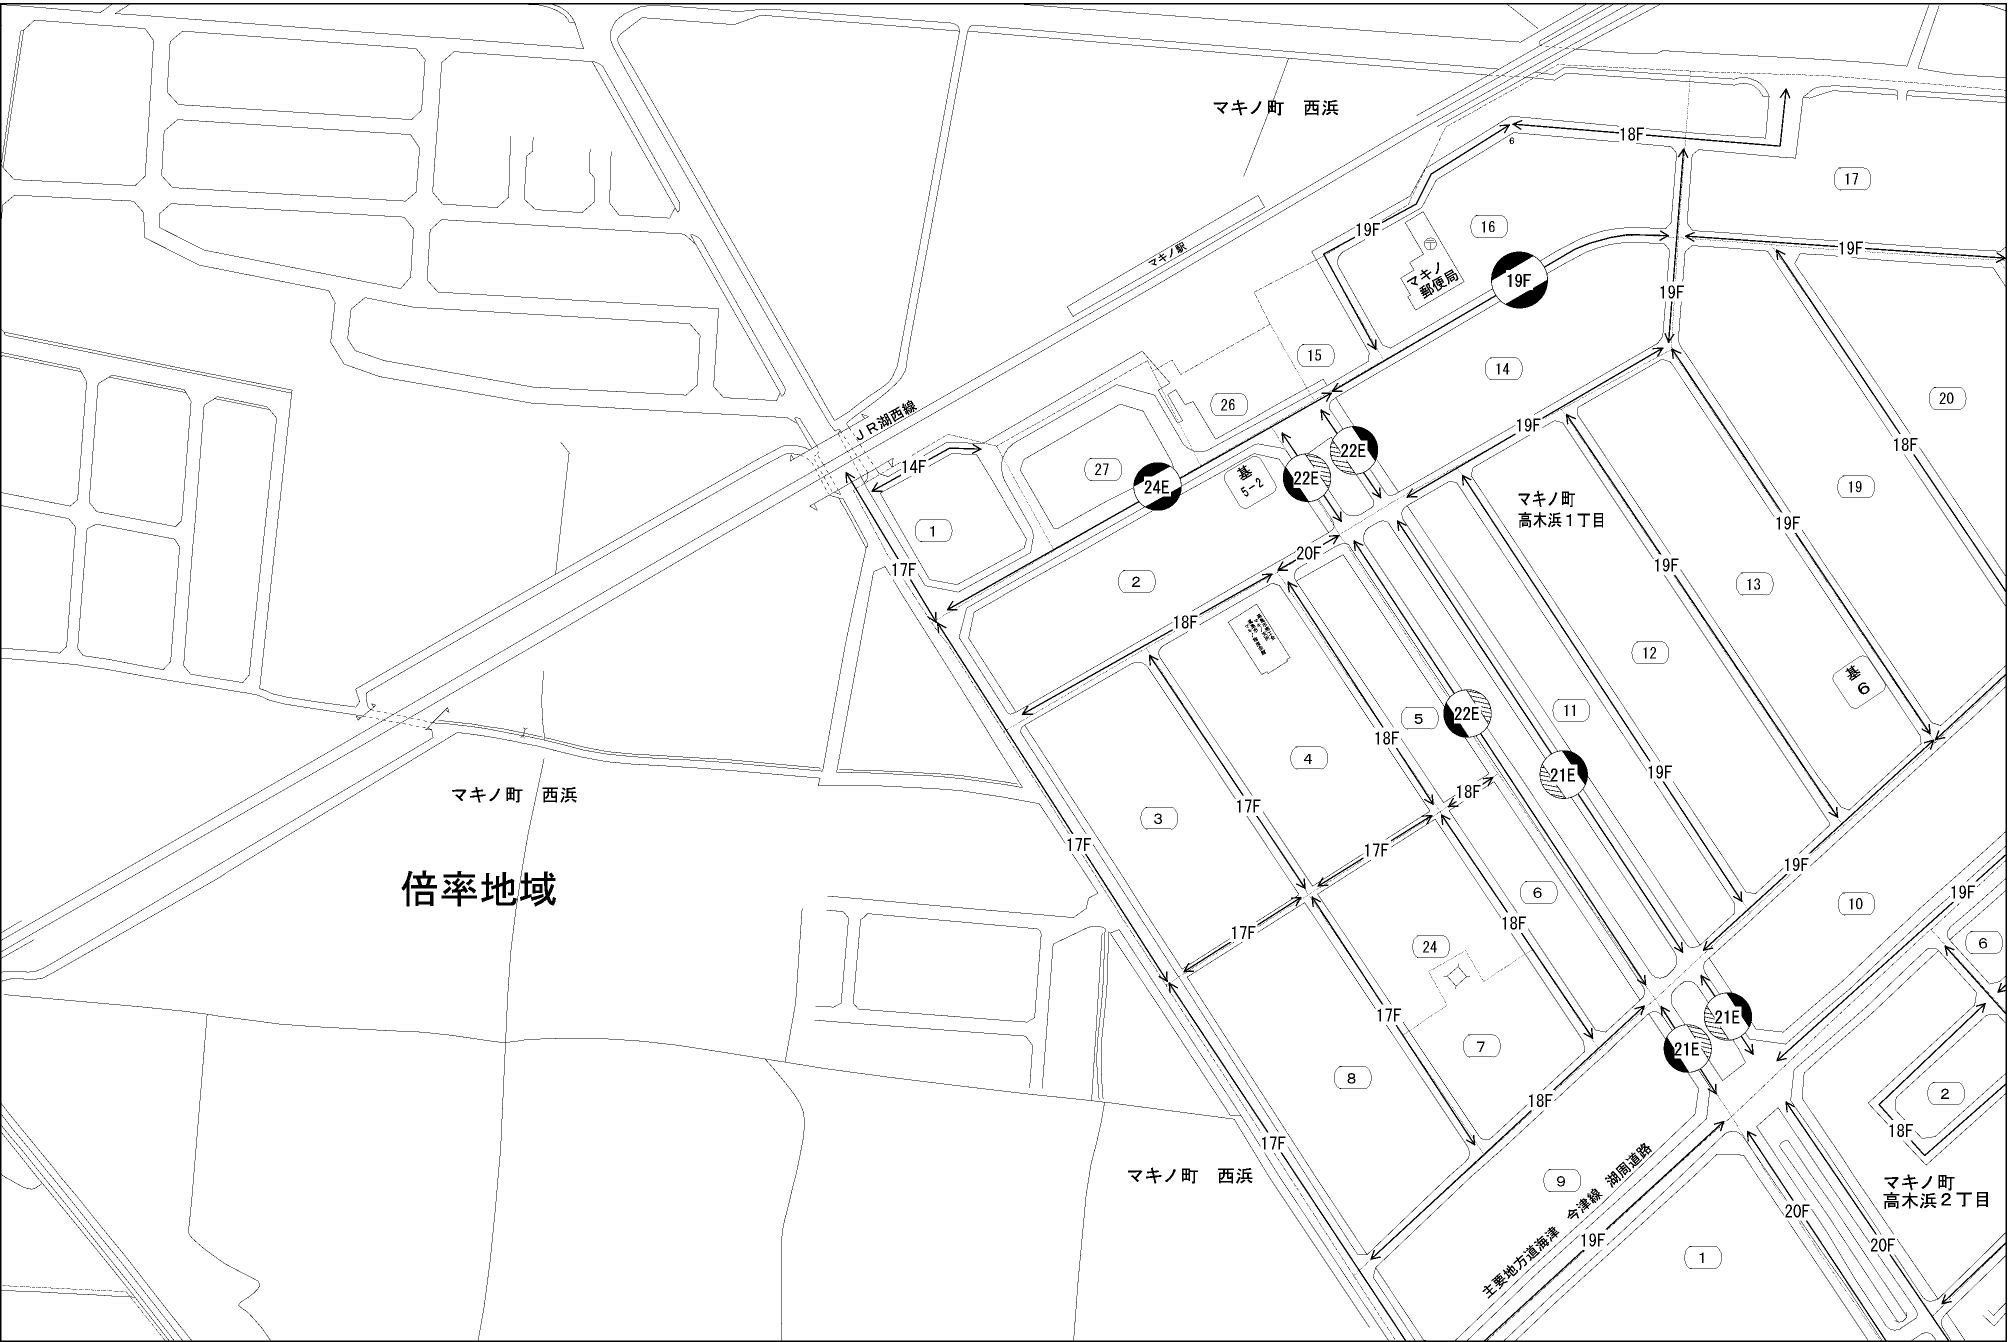 マキノ町 西浜
18F
6
17
19F
16
マキノ
郵便局
19F
19F
19F
マキノ駅
15
14
20
26
19F
18F
JR湖西線
14F
27
24E
基
5-2
22E
22E
マキノ町
高木浜1丁目
19
19F
1
17F
2
20F
19F
13
18F
12
基
6
5
22E
11
18F
4
21E
19F
18F
マキノ町 西浜
3
17F
17F
17F
19F
倍率地域
6
19F
10
17F
24
18F
6
17F
21E
21E
7
8
18F
2
18F
17F
マキノ町 西浜
9
主要地方道海津 今津線 湖周道路
マキノ町
高木浜2丁目
20F
19F
20F
1